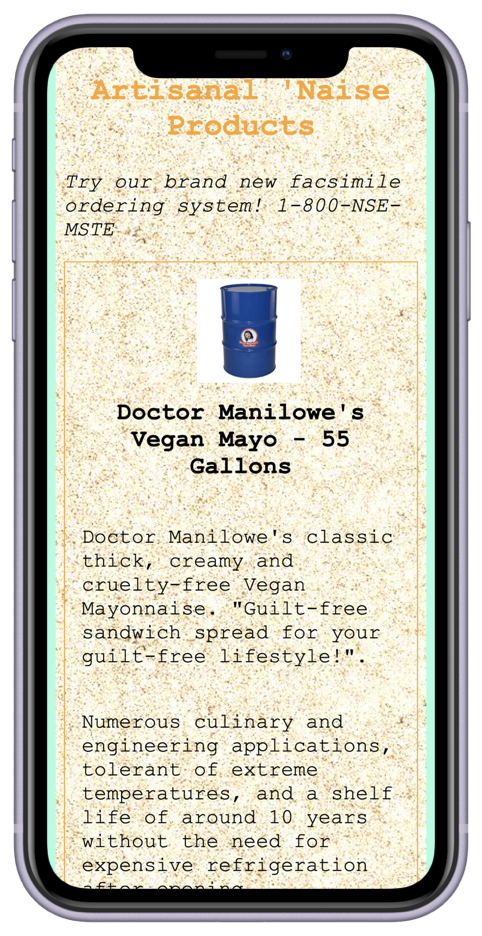 Artisanal 'Naise
Products
Try our brand new facsimile
ordering system! 1-800-NSE-
MSTE
Doctor Manilowe's
Vegan Mayo - 55
Gallons
Doctor Manilowe's classic
thick, creamy and
cruelty-free Vegan
Mayonnaise. "Guilt-free
sandwich spread for your
guilt-free lifestyle!".
Numerous culinary and
engineering applications,
tolerant of extreme
temperatures, and a shelf
life of around 10 years
without the need for
expensive refrigeration
after opening